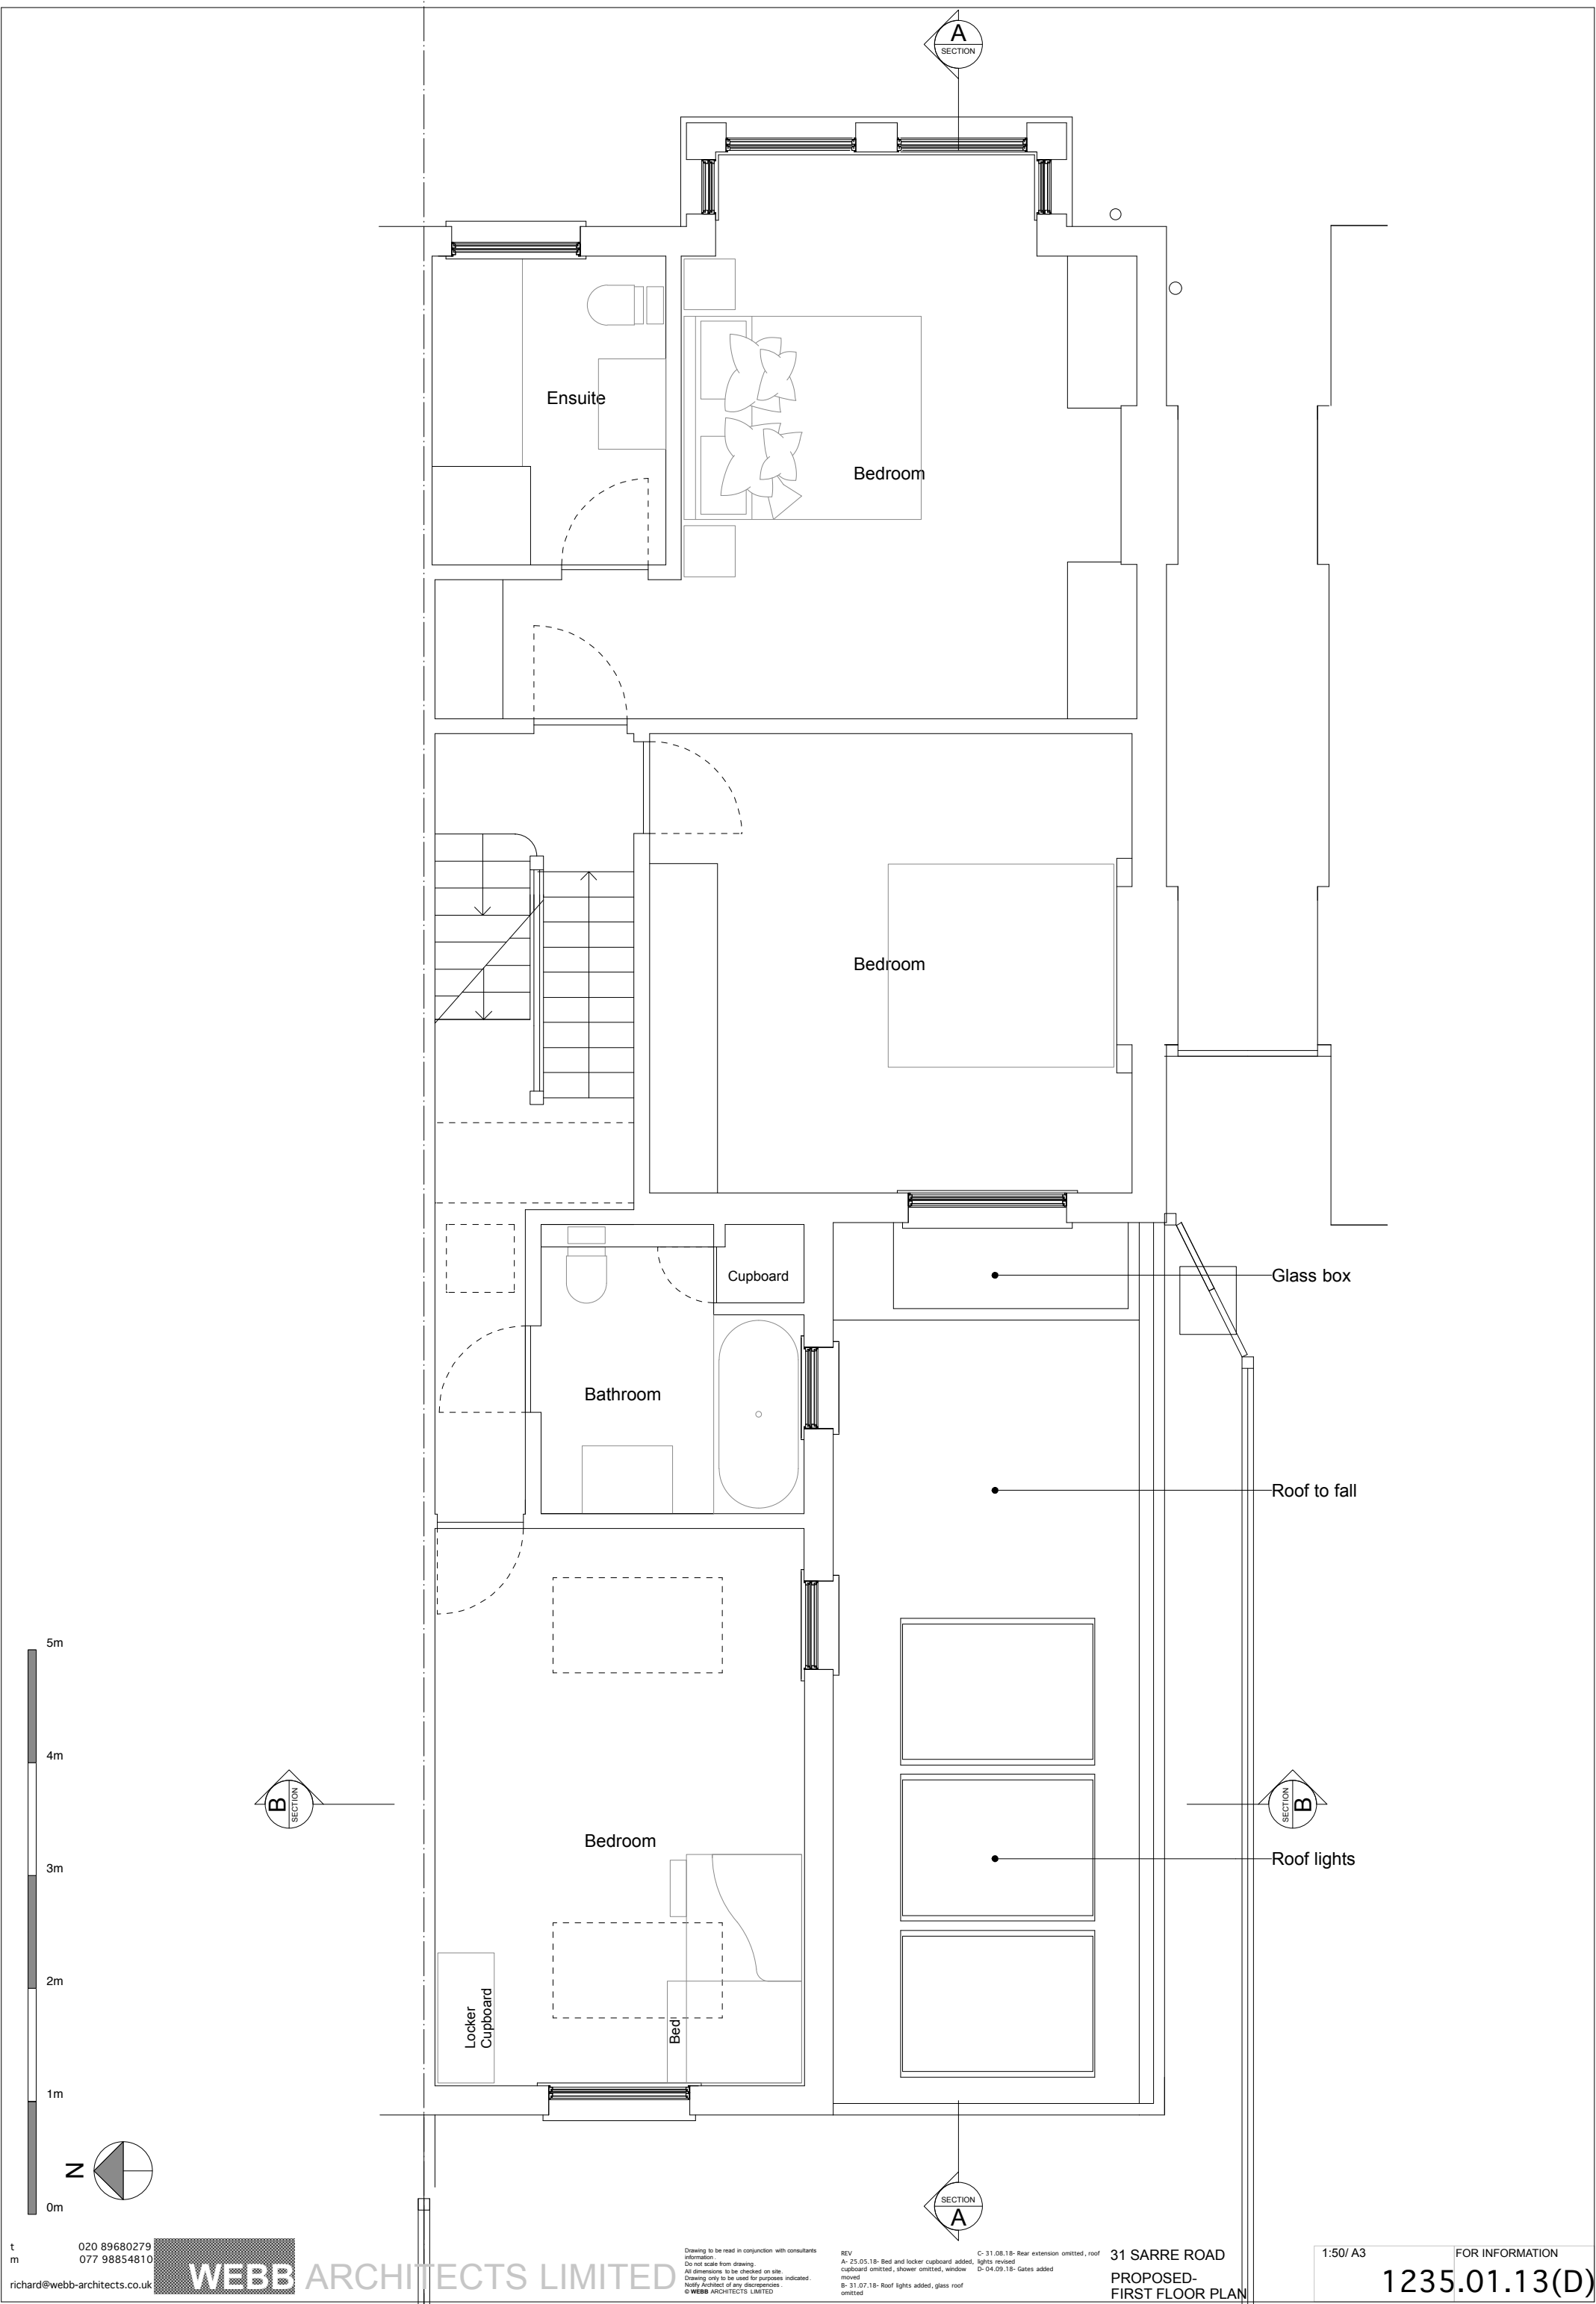 A
SECTION
Ensuite
Bedroom
Bedroom
Cupboard
Glass box
Bathroom
Roof to fall
5m
4m
B
SECTION
SECTION
B
Bedroom
3m
Roof lights
2m
Locker
Cupboard
Bed
1m
N
0m
SECTION
A
t 020 89680279
m 077 98854810
richard@webb-architects.co.uk
WEBB ARCHITECTS LIMITED
Drawing to be read in conjunction with consultants
information.
Do not scale from drawing.
All dimensions to be checked on site.
Drawing only to be used for purposes indicated.
Notify Architect of any discrepencies.
© WEBB ARCHITECTS LIMITED
REV
A- 25.05.18- Bed and locker cupboard added,
cupboard omitted, shower omitted, window
moved
B- 31.07.18- Roof lights added, glass roof
omitted
C- 31.08.18- Rear extension omitted, roof
lights revised
D- 04.09.18- Gates added
31 SARRE ROAD
PROPOSED-
FIRST FLOOR PLAN
1:50/ A3
FOR INFORMATION
1235.01.13(D)